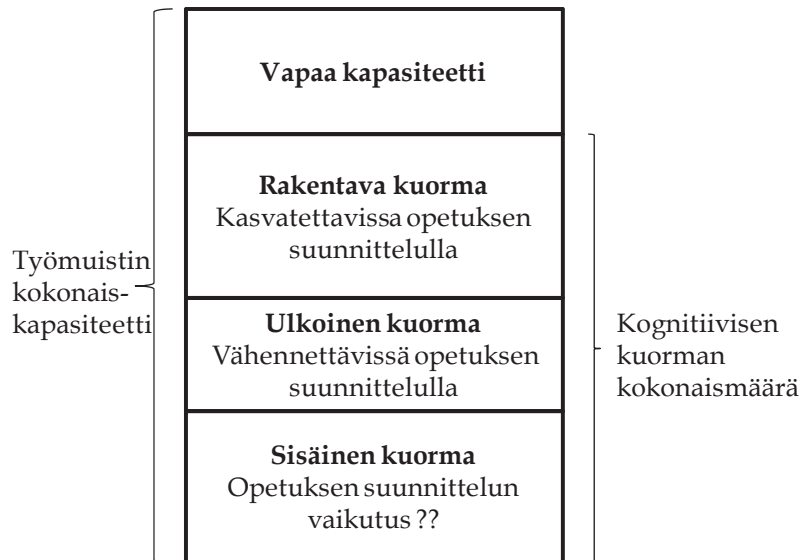 Vapaa kapasiteetti
Rakentava kuorma
Kasvatettavissa opetuksen
suunnittelulla
Työmuistin
kokonais-
kapasiteetti
Ulkoinen kuorma
Vähennettävissä opetuksen
suunnittelulla
Kognitiivisen
kuorman
kokonaismäärä
Sisäinen kuorma
Opetuksen suunnittelun
vaikutus ??